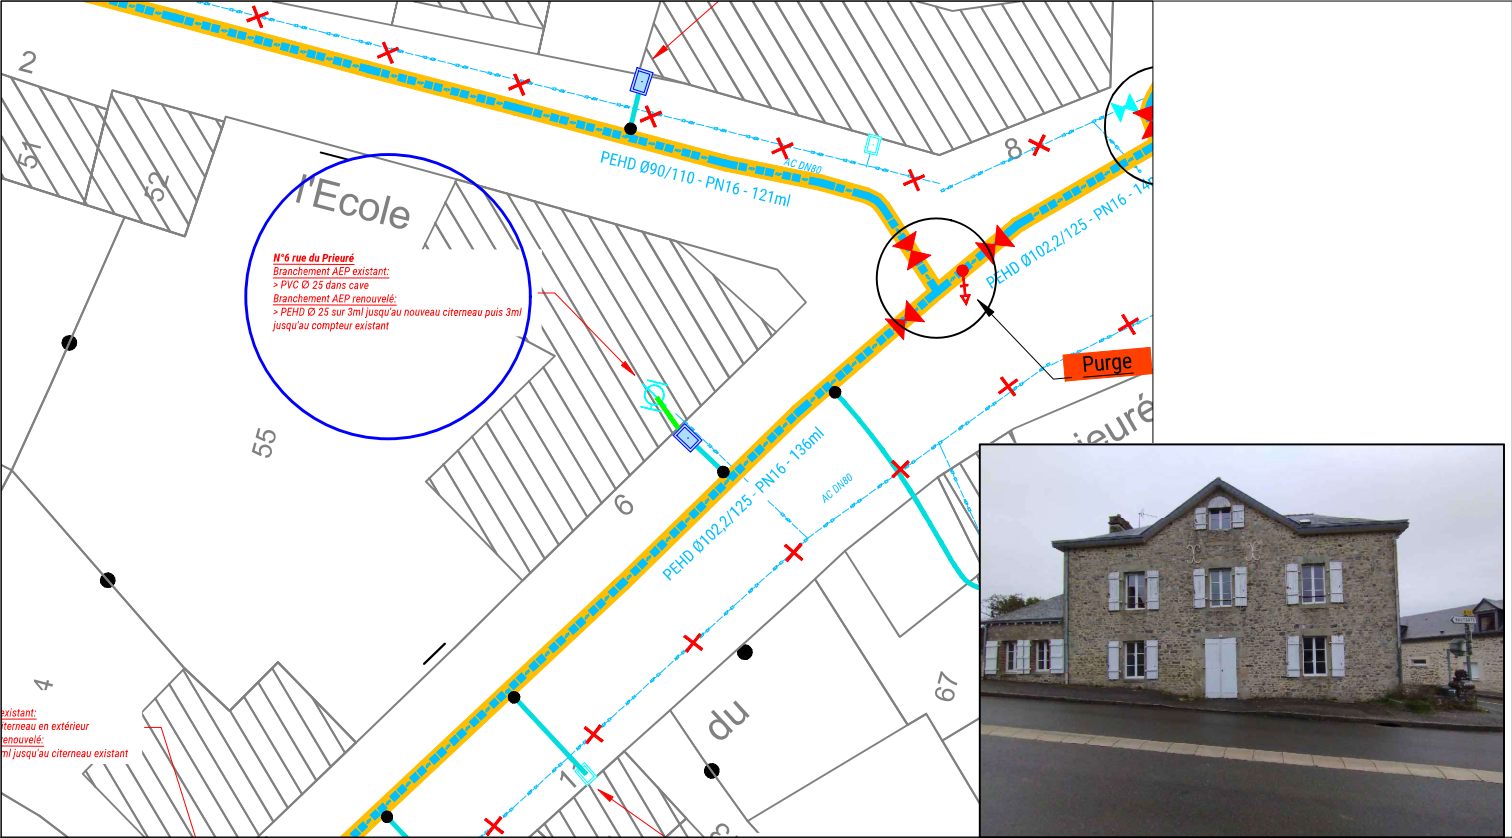 2
51
52
l'Ecole
PEHD Ø90/110 - PN16 - 121ml
AC DN80
8
PEHD Ø102,2/125 - PN16 -
N°6 rue du Prieuré
Branchement AEP existant:
> PVC Ø 25 dans cave
Branchement AEP renouvelé:
> PEHD Ø 25 sur 3ml jusqu'au nouveau citerneau puis 3ml
jusqu'au compteur existant
Purge
55
6
PEHD Ø102,2/125 - PN16 - 136ml
AC DN80
ieuré
4
67
du
existant:
iterneau en extérieur
enouvelé:
ml jusqu'au citerneau existant